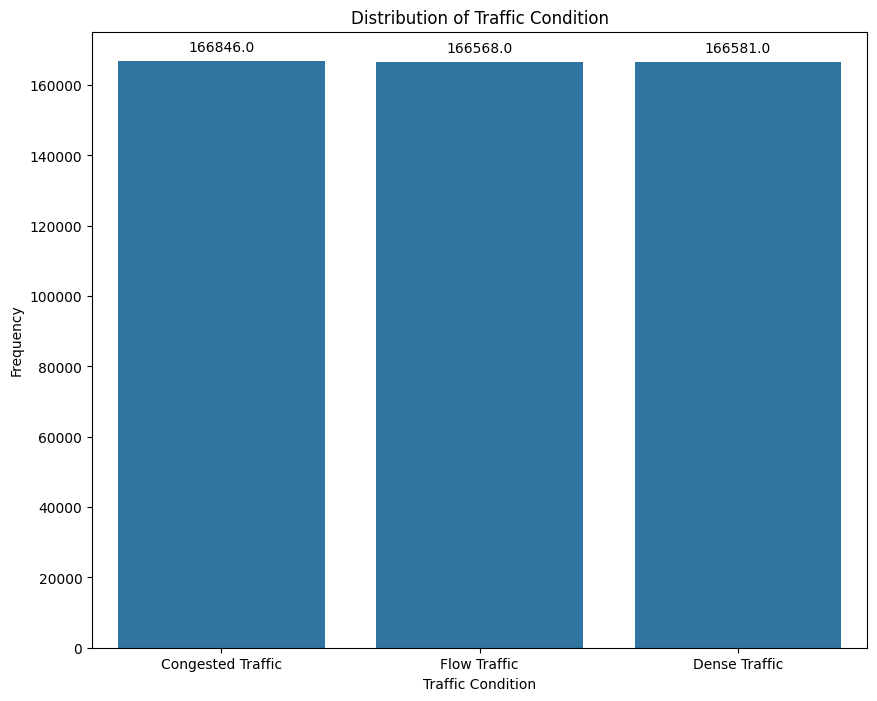 Distribution of Traffic Condition
166846.0
166568.0
166581.0
160000
140000
120000
100000
80000
60000
40000
20000
0
Frequency
Congested Traffic
Flow Traffic
Dense Traffic
Traffic Condition